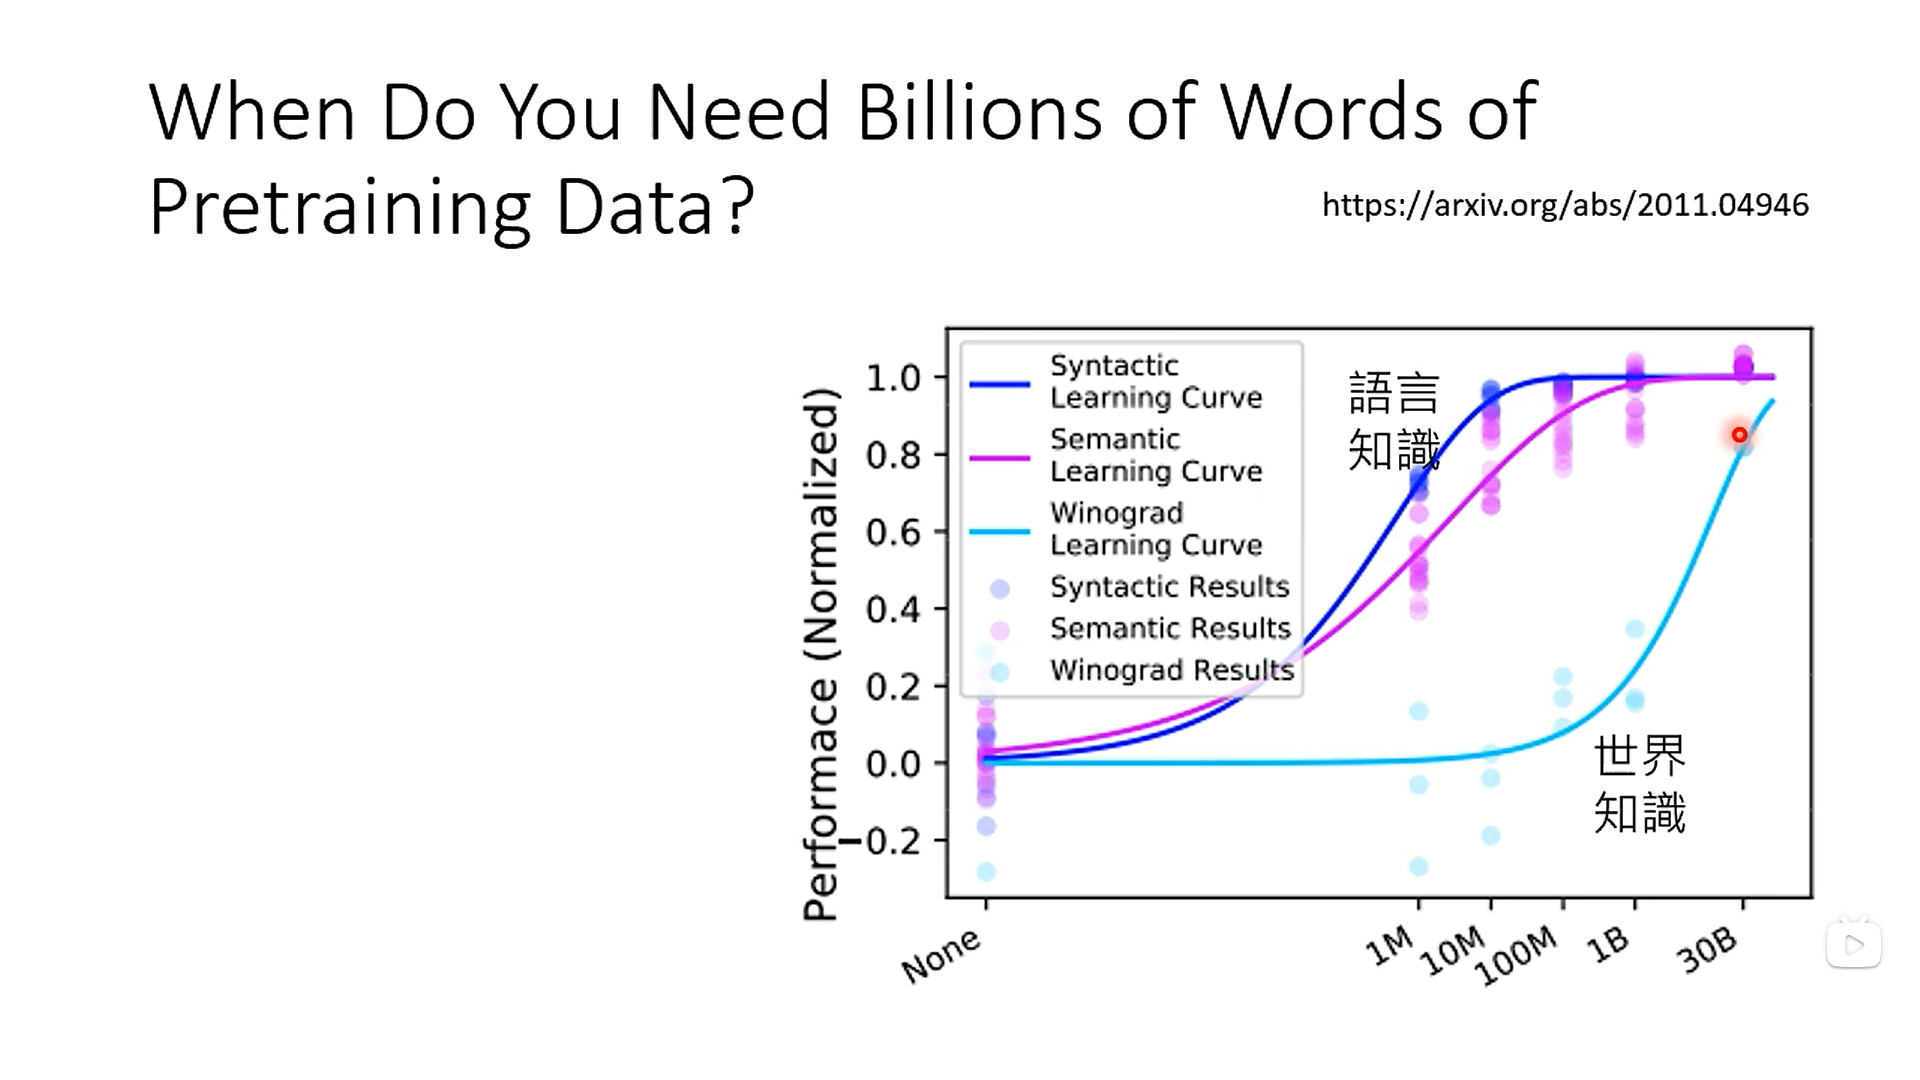 When Do You Need Billions of Words of
Pretraining Data?
https://arxiv.org/abs/2011.04946
Performace (Normalized)
1.0
0.8
0.6
0.4
0.2
0.0
−0.2
Syntactic
Learning Curve
Semantic
Learning Curve
Winograd
Learning Curve
Syntactic Results
Semantic Results
Winograd Results
語言
知識
世界
知識
None
1M
10M
100M
1B
30B